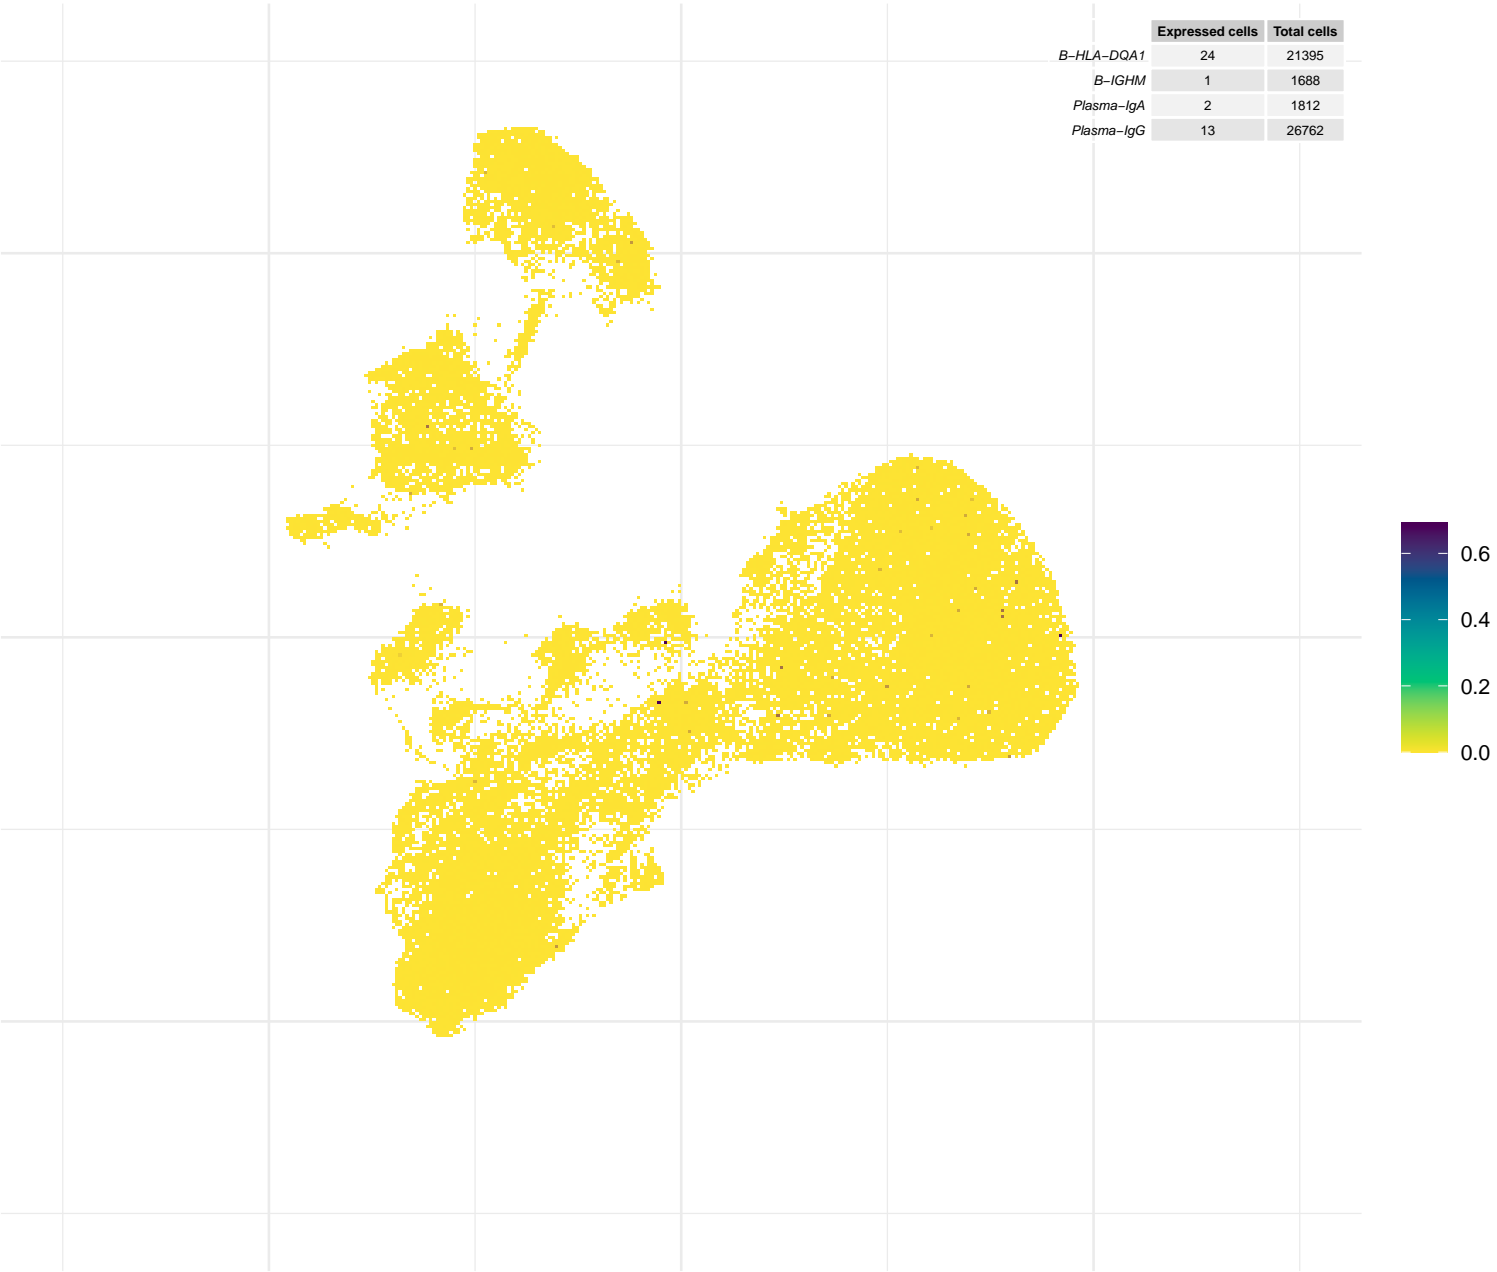 Expressed cells Total cells
B−HLA−DQA1 24 21395
B−IGHM 1 1688
Plasma−IgA 2 1812
Plasma−IgG 13 26762
0.6
0.4
0.2
0.0